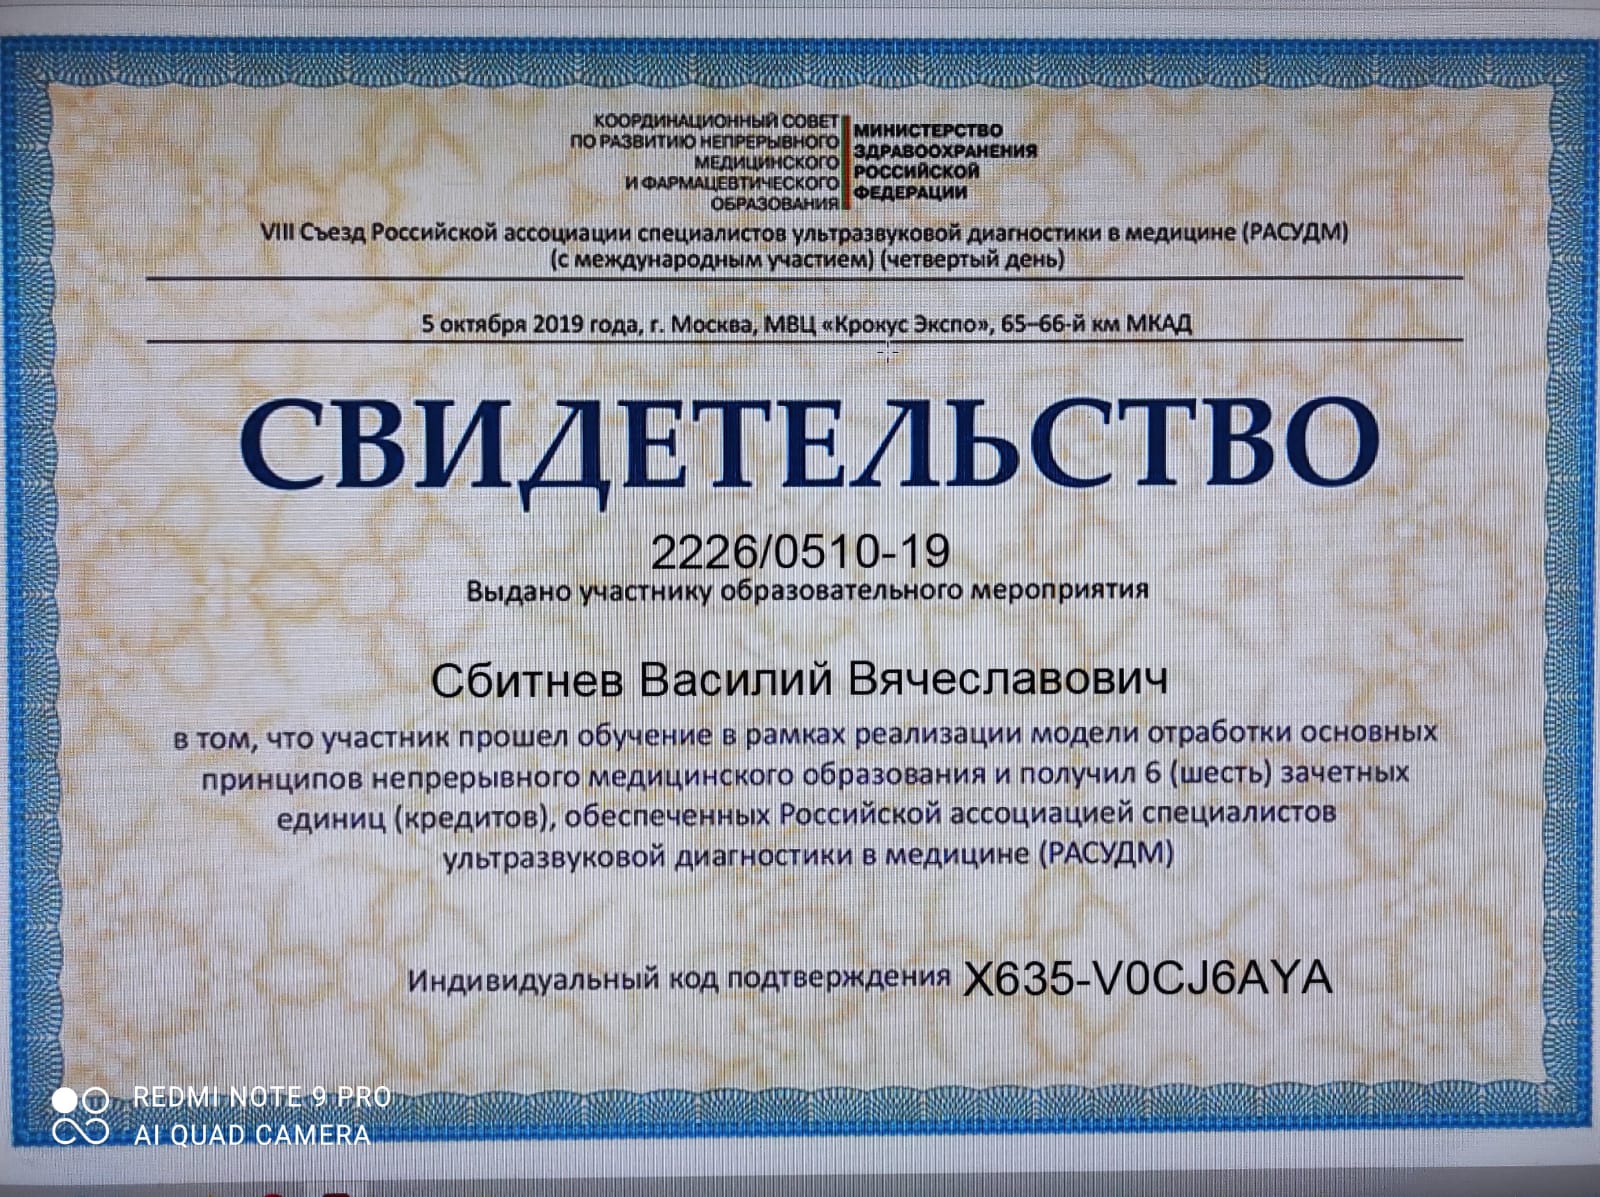 КООРДИНАЦИОННЫЙ СОВЕТ
ПО РАЗВИТИЮ НЕПРЕРЫВНОГО
МЕДИЦИНСКОГО
И ФАРМАЦЕВТИЧЕСКОГО
ОБРАЗОВАНИЯ
МИНИСТЕРСТВО
ЗДРАВООХРАНЕНИЯ
РОССИЙСКОЙ
ФЕДЕРАЦИИ
VIII Съезд Российской ассоциации специалистов ультразвуковой диагностики в медицине (РАСУДМ)
(с международным участием) (четвертый день)
5 октября 2019 года, г. Москва, МВЦ «Крокус Экспо», 65–66-й км МКАД
СВИДЕТЕЛЬСТВО
2226/0510-19
Выдано участнику образовательного мероприятия
Сбитнев Василий Вячеславович
в том, что участник прошел обучение в рамках реализации модели отработки основных
принципов непрерывного медицинского образования и получил 6 (шесть) зачетных
единиц (кредитов), обеспеченных Российской ассоциацией специалистов
ультразвуковой диагностики в медицине (РАСУДМ)
Индивидуальный код подтверждения X635-V0CJ6AYA
REDMI NOTE 9 PRO
AI QUAD CAMERA